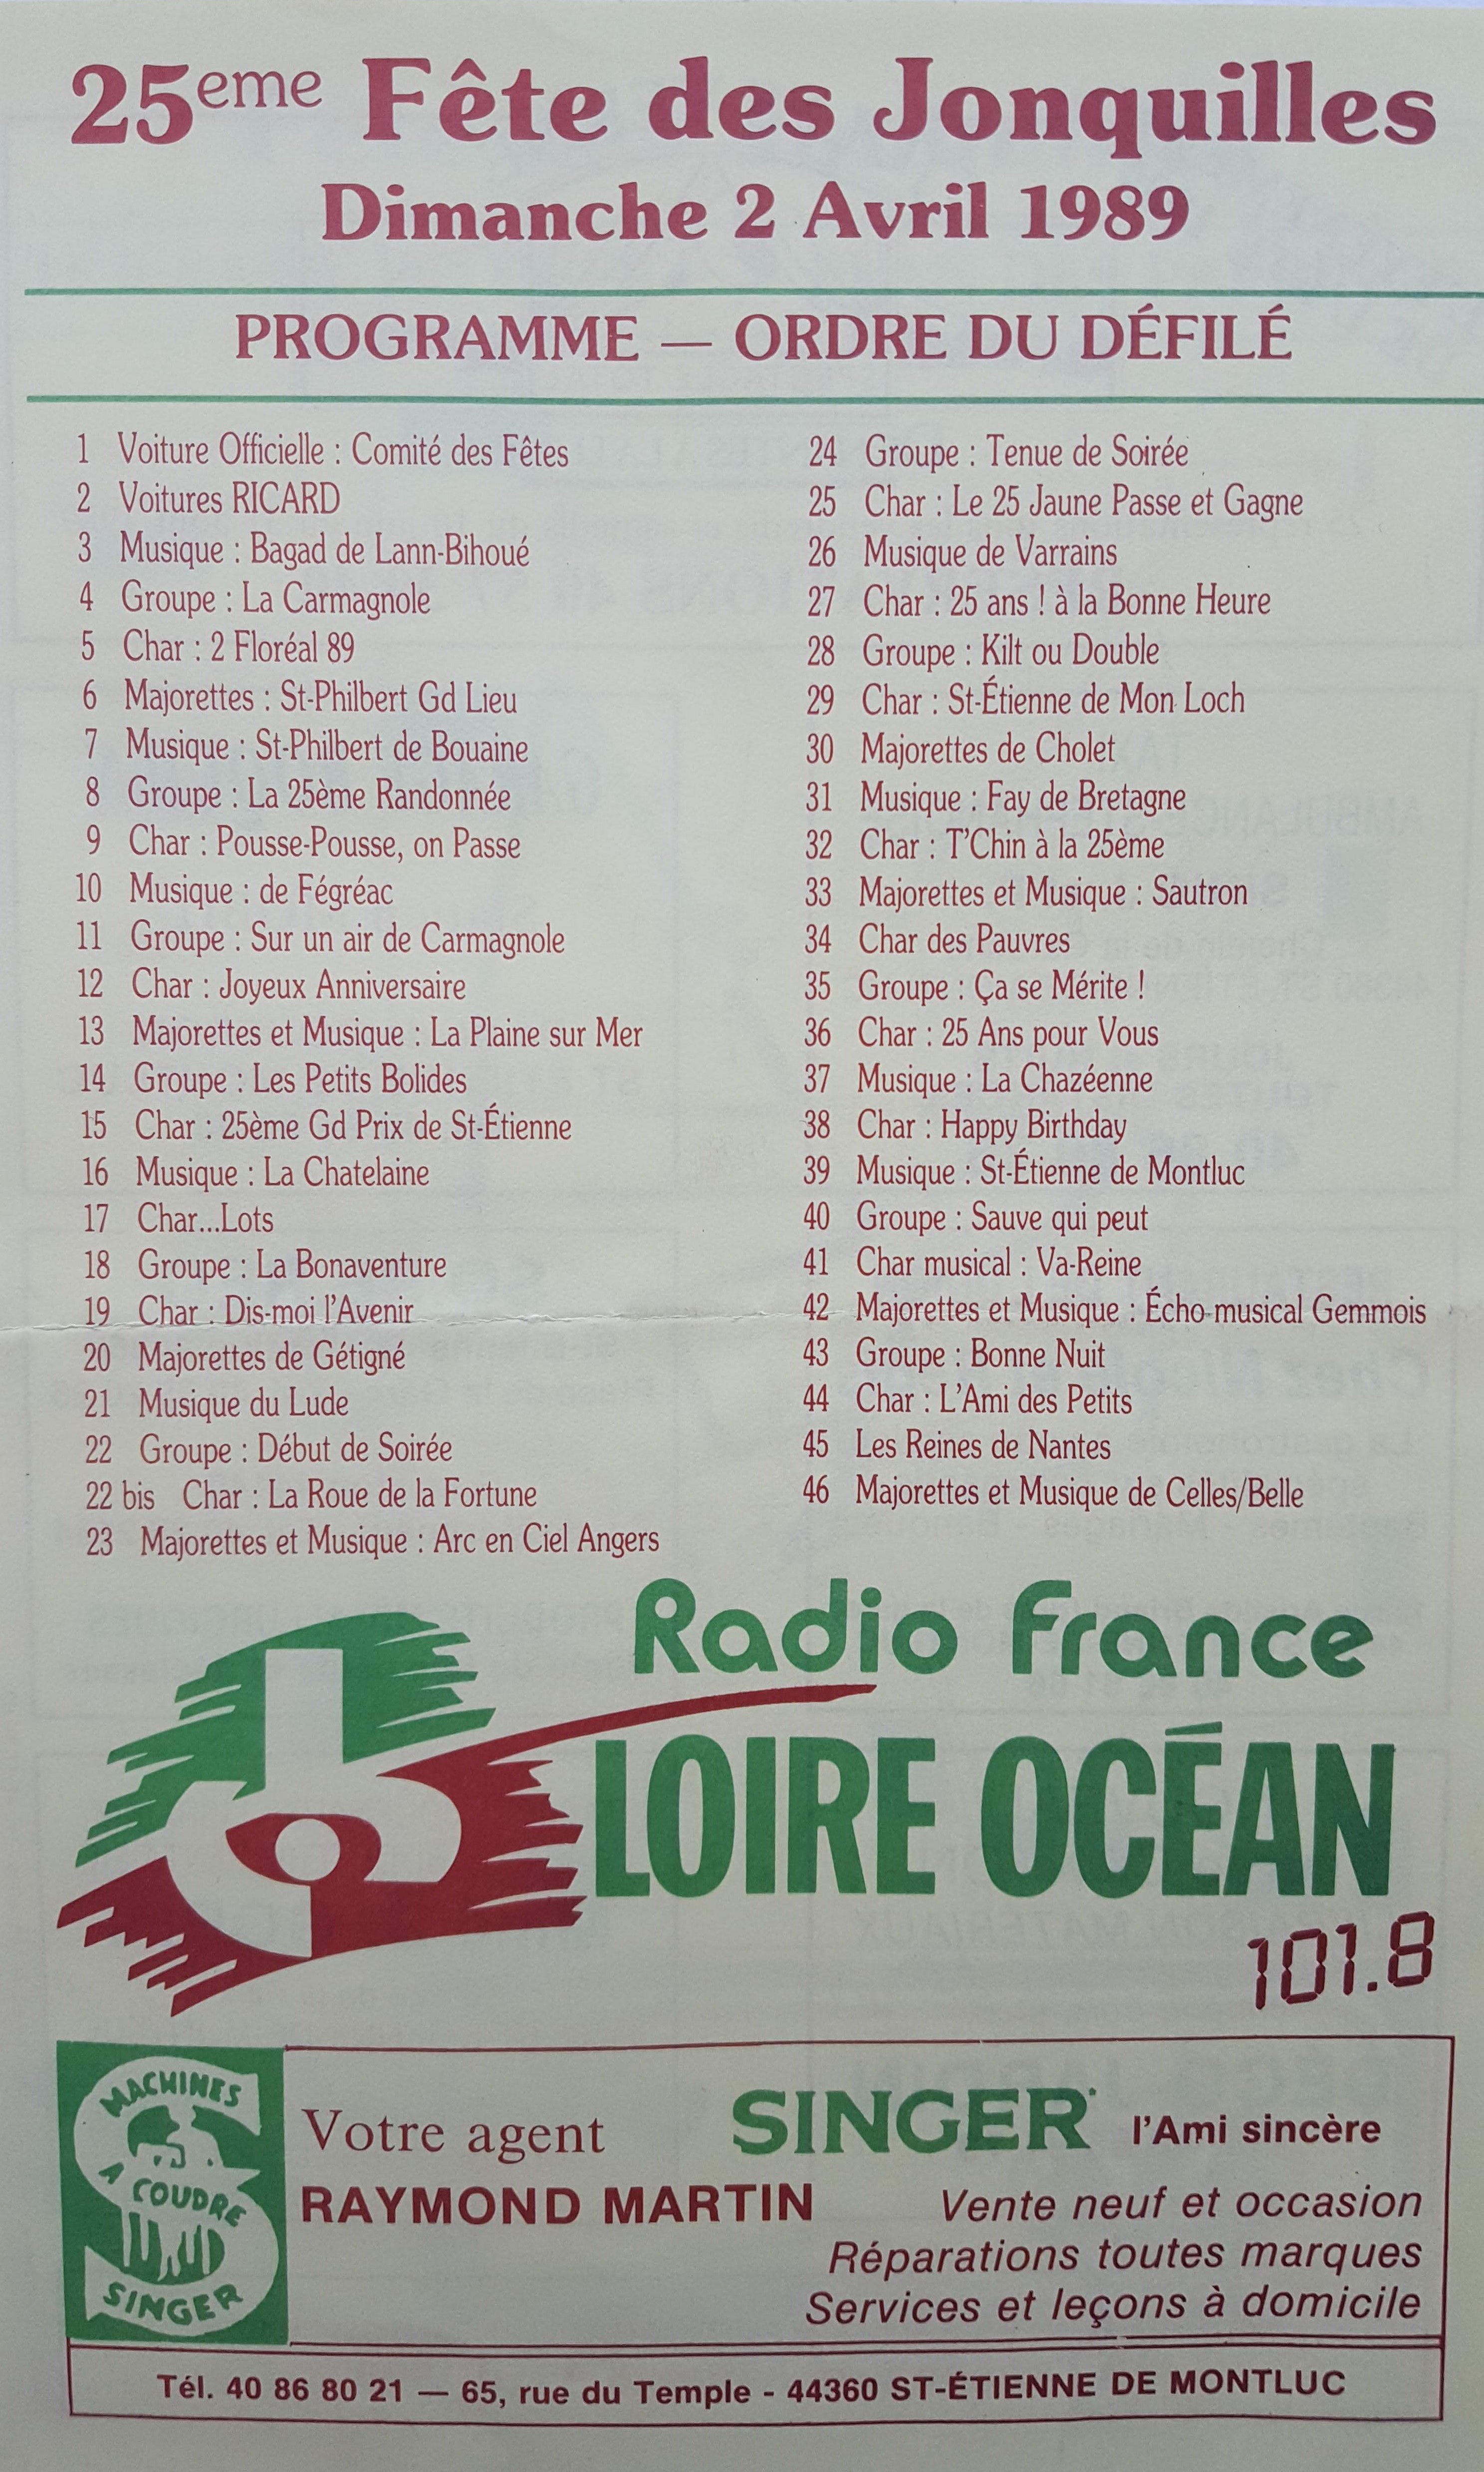 25eme Fête des Jonquilles
Dimanche 2 Avril 1989
PROGRAMME — ORDRE DU DÉFILÉ
1 Voiture Officielle : Comité des Fêtes
2 Voitures RICARD
3 Musique : Bagad de Lann-Bihoué
4 Groupe : La Carmagnole
5 Char : 2 Floréal 89
6 Majorettes : St-Philbert Gd Lieu
7 Musique : St-Philbert de Bouaine
8 Groupe : La 25ème Randonnée
9 Char : Pousse-Pousse, on Passe
10 Musique : de Fégréac
11 Groupe : Sur un air de Carmagnole
12 Char : Joyeux Anniversaire
13 Majorettes et Musique : La Plaine sur Mer
14 Groupe : Les Petits Bolides
15 Char : 25ème Gd Prix de St-Étienne
16 Musique : La Chatelaine
17 Char...Lots
18 Groupe : La Bonaventure
19 Char : Dis-moi l'Avenir
20 Majorettes de Gétigné
21 Musique du Lude
22 Groupe : Début de Soirée
22 bis Char : La Roue de la Fortune
23 Majorettes et Musique : Arc en Ciel Angers
24 Groupe : Tenue de Soirée
25 Char : Le 25 Jaune Passe et Gagne
26 Musique de Varrains
27 Char : 25 ans ! à la Bonne Heure
28 Groupe : Kilt ou Double
29 Char : St-Étienne de Mon Loch
30 Majorettes de Cholet
31 Musique : Fay de Bretagne
32 Char : T'Chin à la 25ème
33 Majorettes et Musique : Sautron
34 Char des Pauvres
35 Groupe : Ça se Mérite !
36 Char : 25 Ans pour Vous
37 Musique : La Chazéenne
38 Char : Happy Birthday
39 Musique : St-Étienne de Montluc
40 Groupe : Sauve qui peut
41 Char musical : Va-Reine
42 Majorettes et Musique : Écho musical Gemmois
43 Groupe : Bonne Nuit
44 Char : L'Ami des Petits
45 Les Reines de Nantes
46 Majorettes et Musique de Celles/Belle
Radio france
LOIRE OCÉAN
101.8
MACHINES
A COUDRE
SINGER
Votre agent SINGER l'Ami sincère
RAYMOND MARTIN Vente neuf et occasion
Réparations toutes marques
Services et leçons à domicile
Tél. 40 86 80 21 — 65, rue du Temple - 44360 ST-ÉTIENNE DE MONTLUC